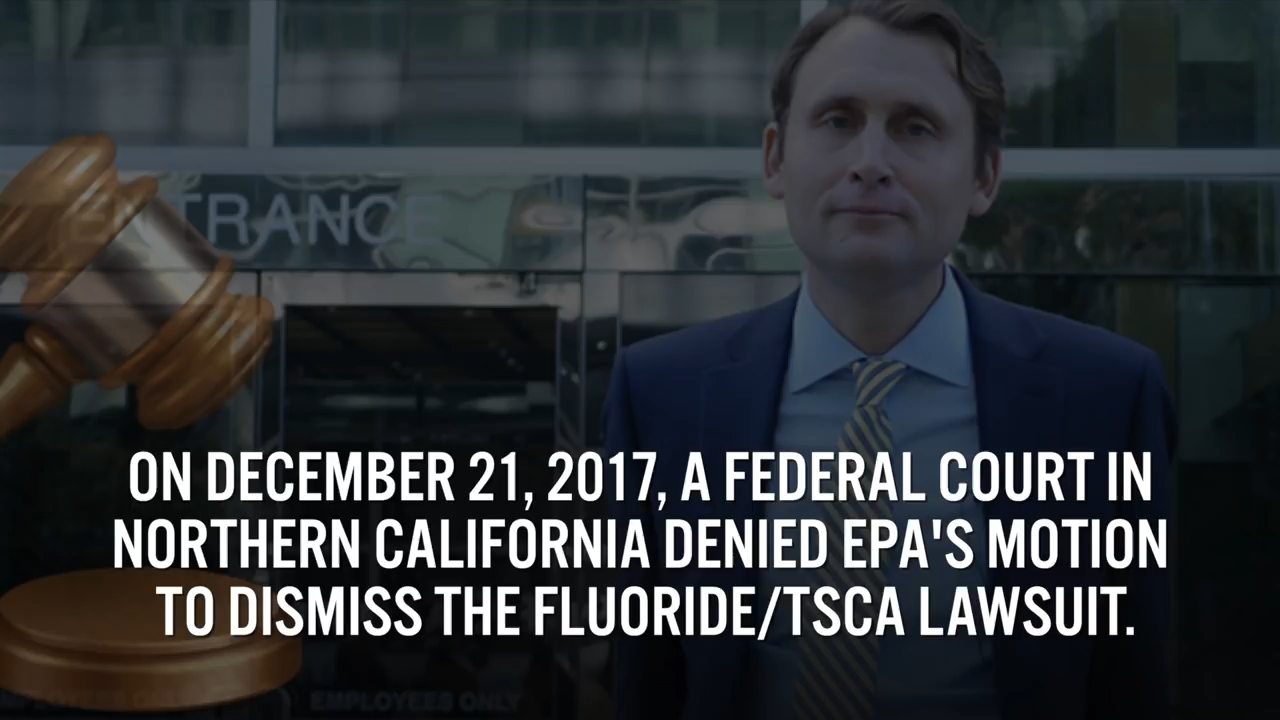 ENTRANCE
ON DECEMBER 21, 2017, A FEDERAL COURT IN
NORTHERN CALIFORNIA DENIED EPA'S MOTION
TO DISMISS THE FLUORIDE/TSCA LAWSUIT.
EMPLOYEES ONLY